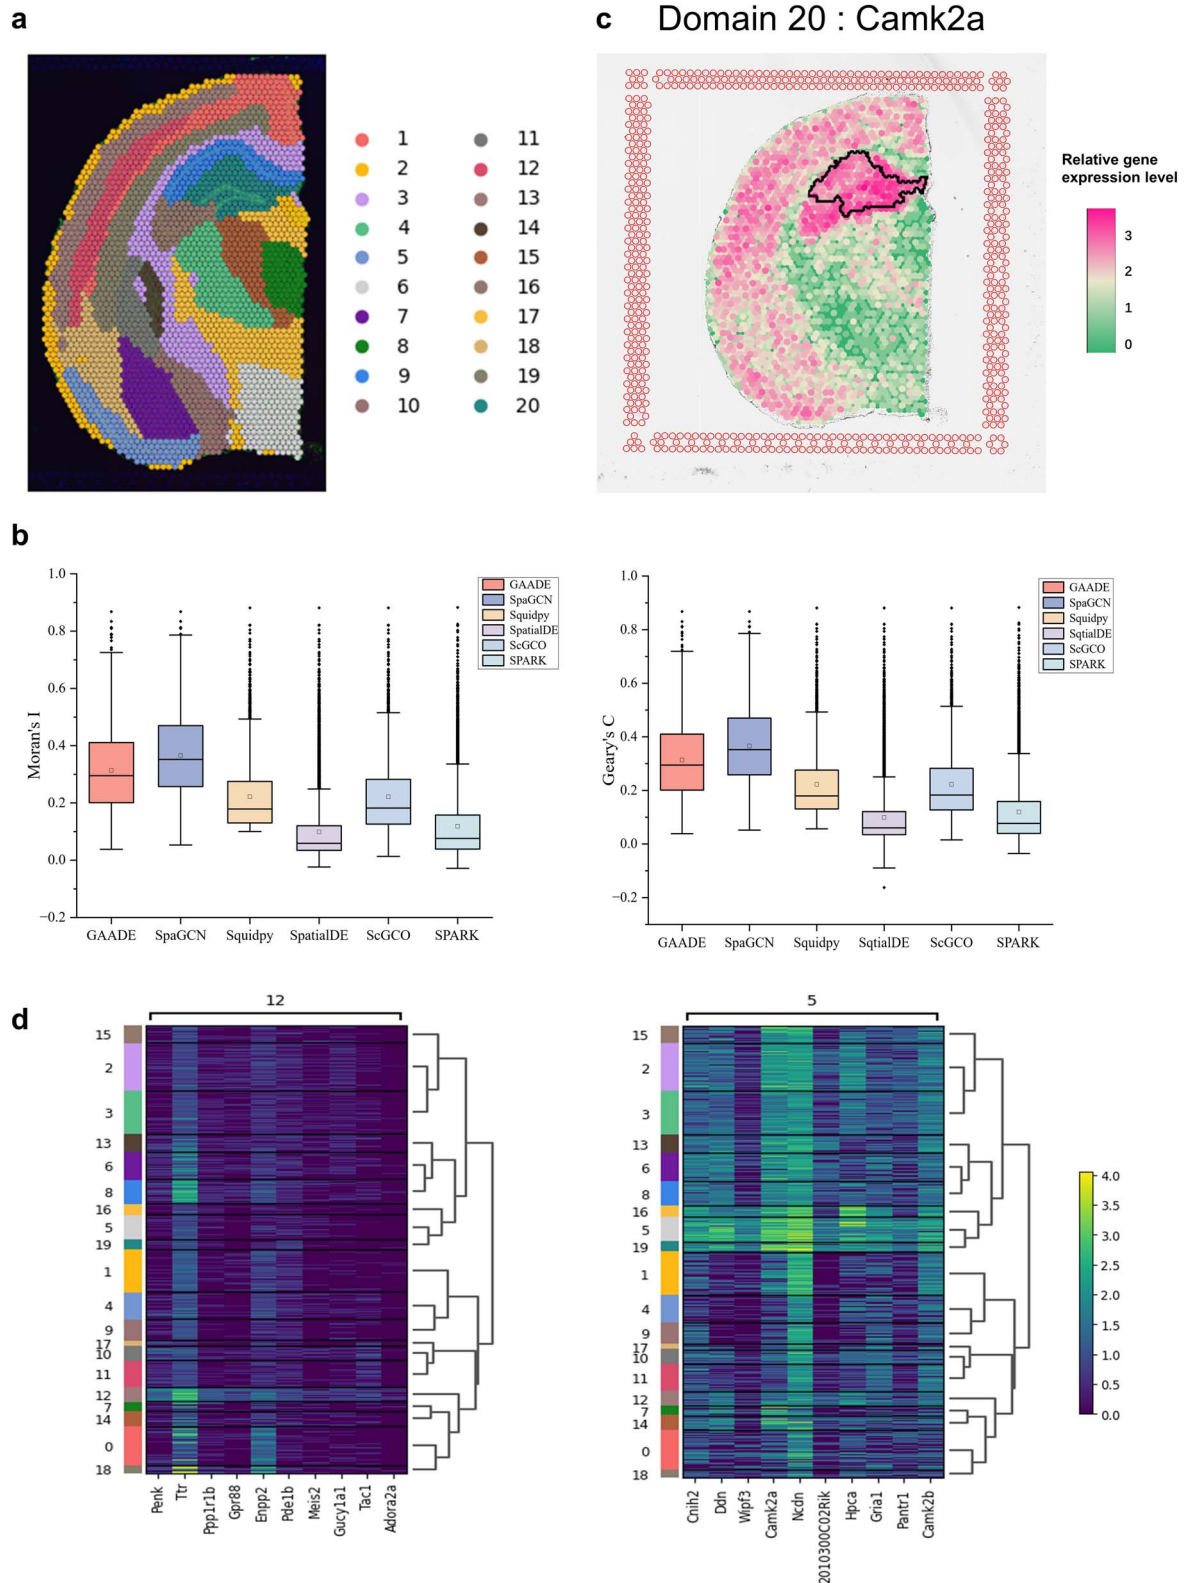 a
1
2
3
4
5
6
7
8
9
10
11
12
13
14
15
16
17
18
19
20
c Domain 20 : Camk2a
Relative gene
expression level
3
2
1
0
b
1.0
0.8
0.6
0.4
0.2
0.0
−0.2
Moran's I
GAADE
SpaGCN
Squidpy
SpatialDE
ScGCO
SPARK
GAADE SpaGCN Squidpy SpatialDE ScGCO SPARK
1.0
0.8
0.6
0.4
0.2
0.0
−0.2
Geary's C
GAADE
SpaGCN
Squidpy
SqtialDE
ScGCO
SPARK
GAADE SpaGCN Squidpy SqtialDE ScGCO SPARK
d
12
15
2
3
13
6
8
16
5
19
1
4
9
17
10
11
12
7
14
0
18
Penk
Ttr
Ppp1r1b
Gpr88
Enpp2
Pde1b
Meis2
Gucy1a1
Tac1
Adora2a
5
15
2
3
13
6
8
16
5
19
1
4
9
17
10
11
12
7
14
0
18
Cnih2
Ddn
Wipf3
Camk2a
Ncdn
2010300C02Rik
Hpca
Gria1
Pantr1
Camk2b
4.0
3.5
3.0
2.5
2.0
1.5
1.0
0.5
0.0